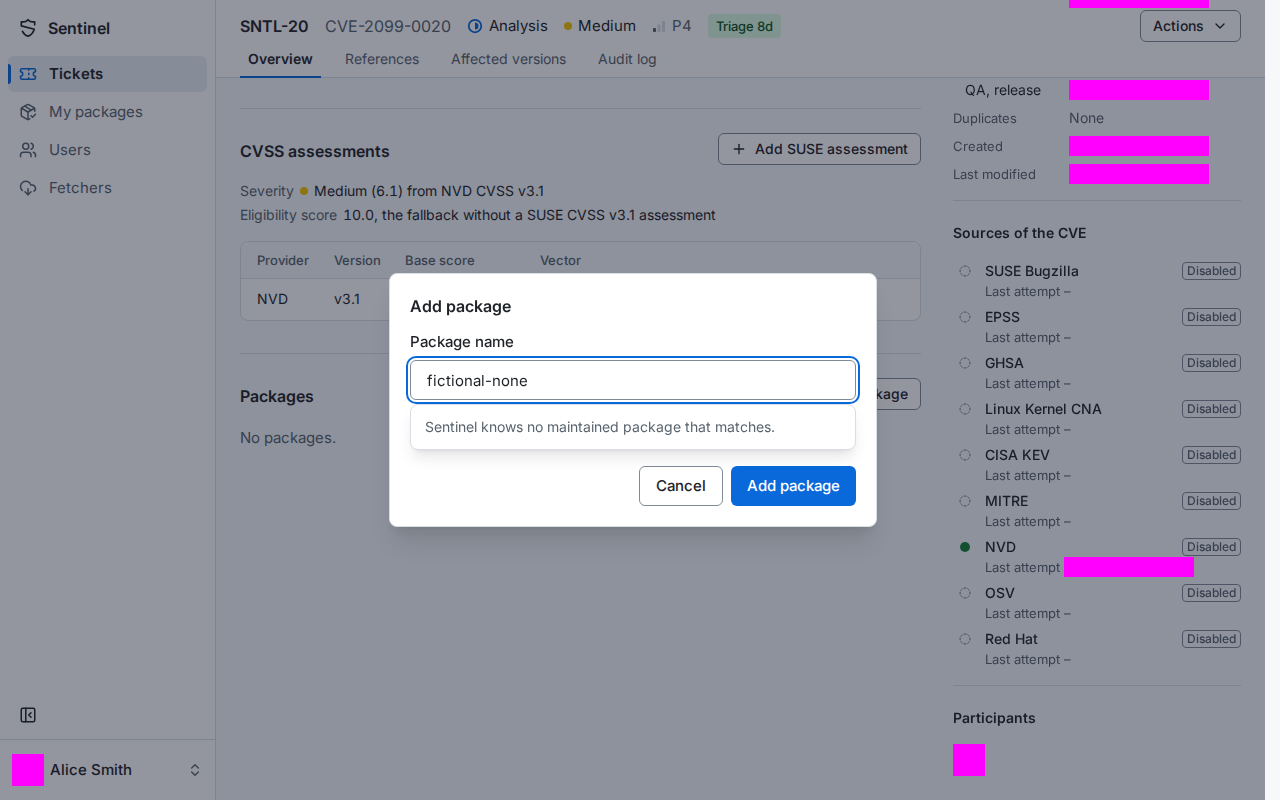 Sentinel
Tickets
My packages
Users
Fetchers
Alice Smith
SNTL-20 CVE-2099-0020 Analysis Medium P4 Triage 8d
Actions
Overview References Affected versions Audit log
CVSS assessments
Add SUSE assessment
Severity Medium (6.1) from NVD CVSS v3.1
Eligibility score 10.0, the fallback without a SUSE CVSS v3.1 assessment
Provider Version Base score Vector
NVD v3.1
Packages
kage
No packages.
Add package
Package name
fictional-none
Sentinel knows no maintained package that matches.
Cancel Add package
QA, release
Duplicates None
Created
Last modified
Sources of the CVE
SUSE Bugzilla Disabled
Last attempt –
EPSS Disabled
Last attempt –
GHSA Disabled
Last attempt –
Linux Kernel CNA Disabled
Last attempt –
CISA KEV Disabled
Last attempt –
MITRE Disabled
Last attempt –
NVD Disabled
Last attempt
OSV Disabled
Last attempt –
Red Hat Disabled
Last attempt –
Participants